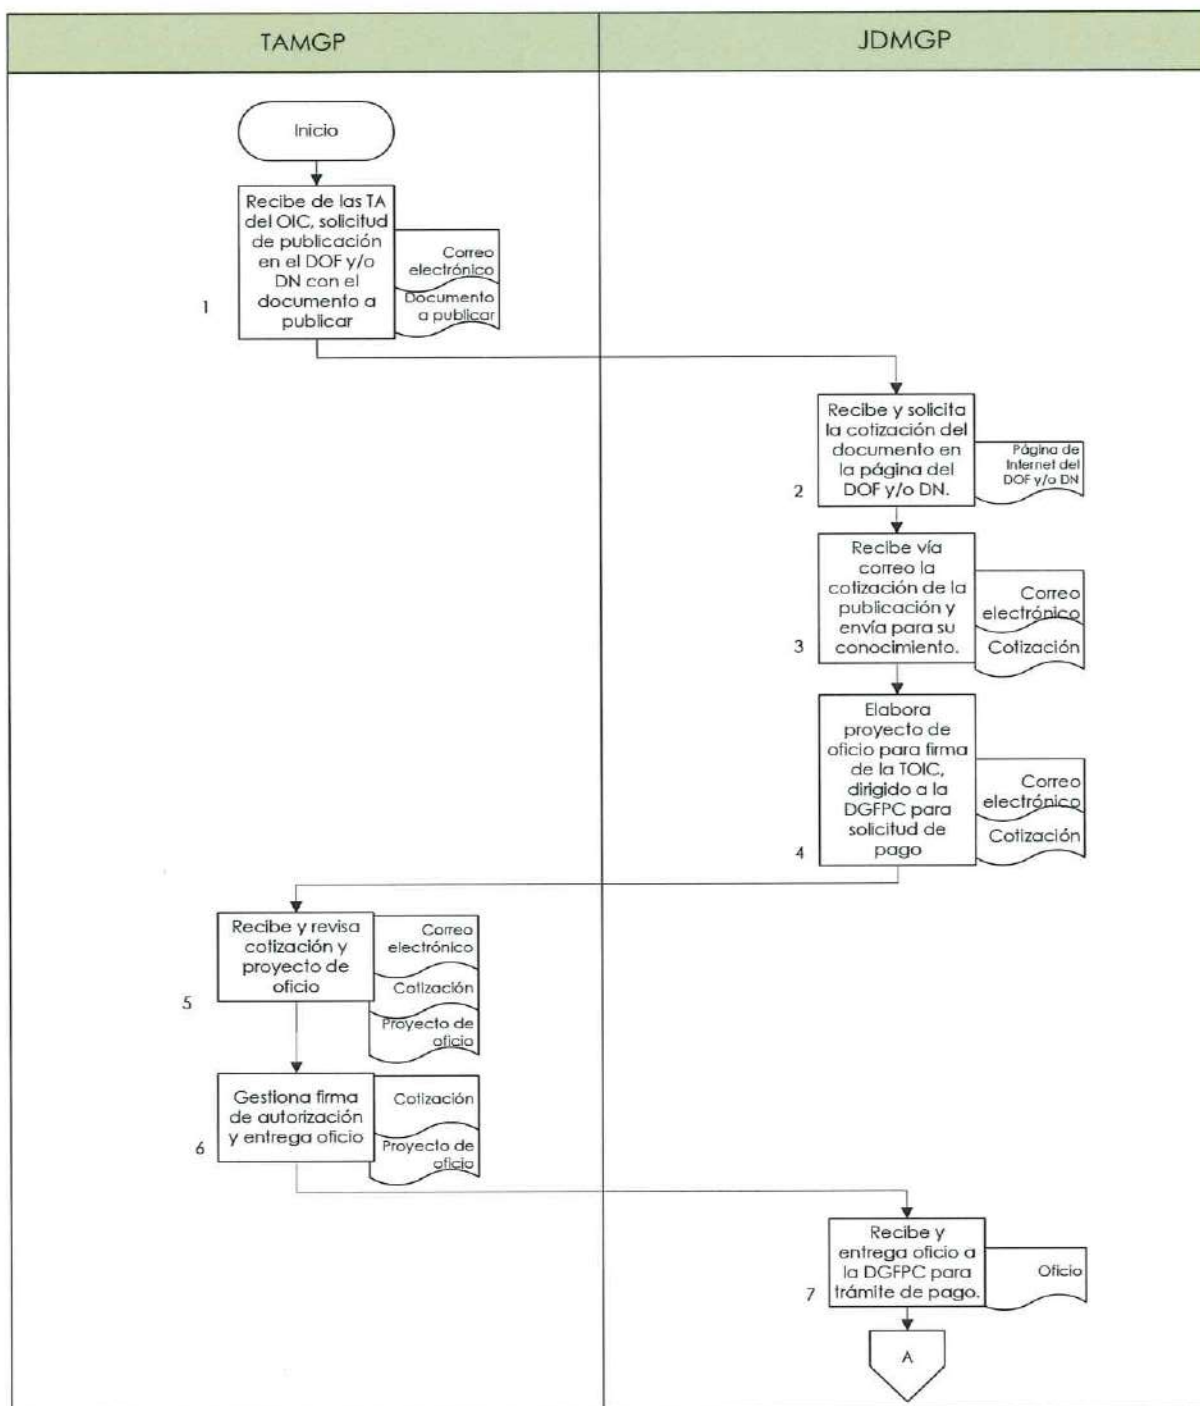 TAMGP
JDMGP
Inicio
Recibe de las TA
del OIC, solicitud
de publicación
en el DOF y/o
DN con el
documento a
publicar
1
Correo
electrónico
Documento
a publicar
Recibe y solicita
la cotización del
documento en
la página del
DOF y/o DN.
2
Página de
Internet del
DOF y/o DN
Recibe vía
correo la
cotización de la
publicación y
envía para su
conocimiento.
3
Correo
electrónico
Cotización
Elabora
proyecto de
oficio para firma
de la TOIC,
dirigido a la
DGFPC para
solicitud de
pago
4
Correo
electrónico
Cotización
Recibe y revisa
cotización y
proyecto de
oficio
5
Correo
electrónico
Cotización
Proyecto de
oficio
Gestiona firma
de autorización
y entrega oficio
6
Cotización
Proyecto de
oficio
Recibe y
entrega oficio a
la DGFPC para
trámite de pago.
7
Oficio
A